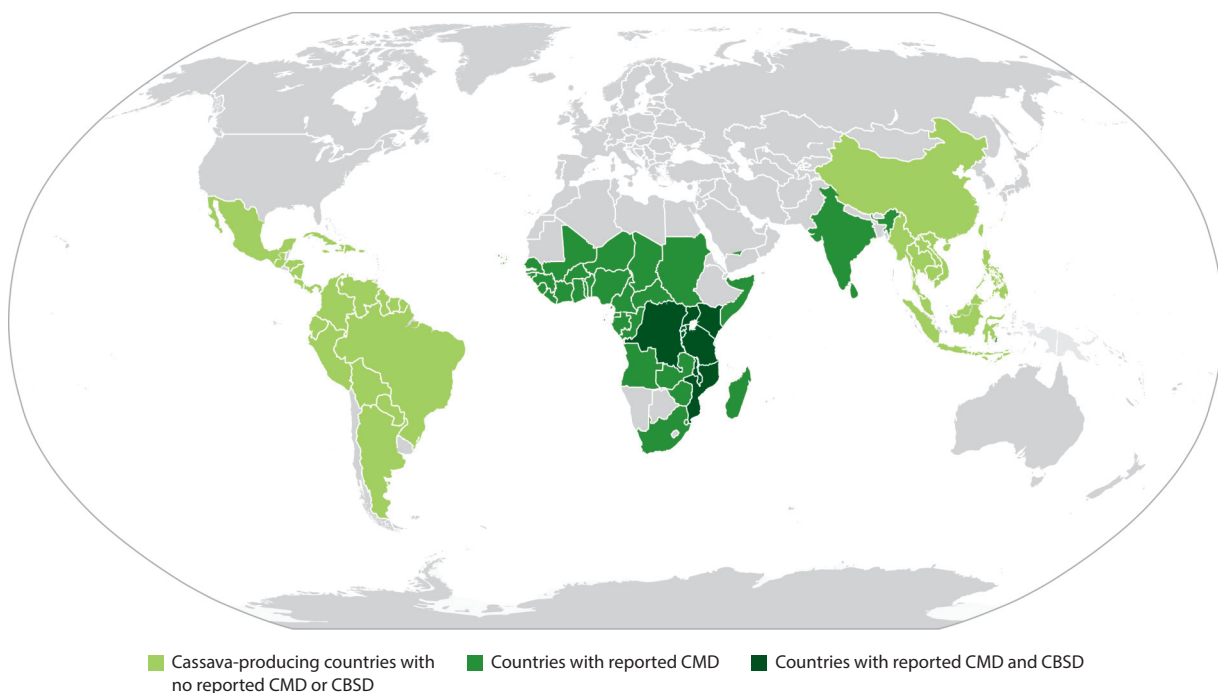 Cassava-producing countries with
no reported CMD or CBSD
Countries with reported CMD
Countries with reported CMD and CBSD